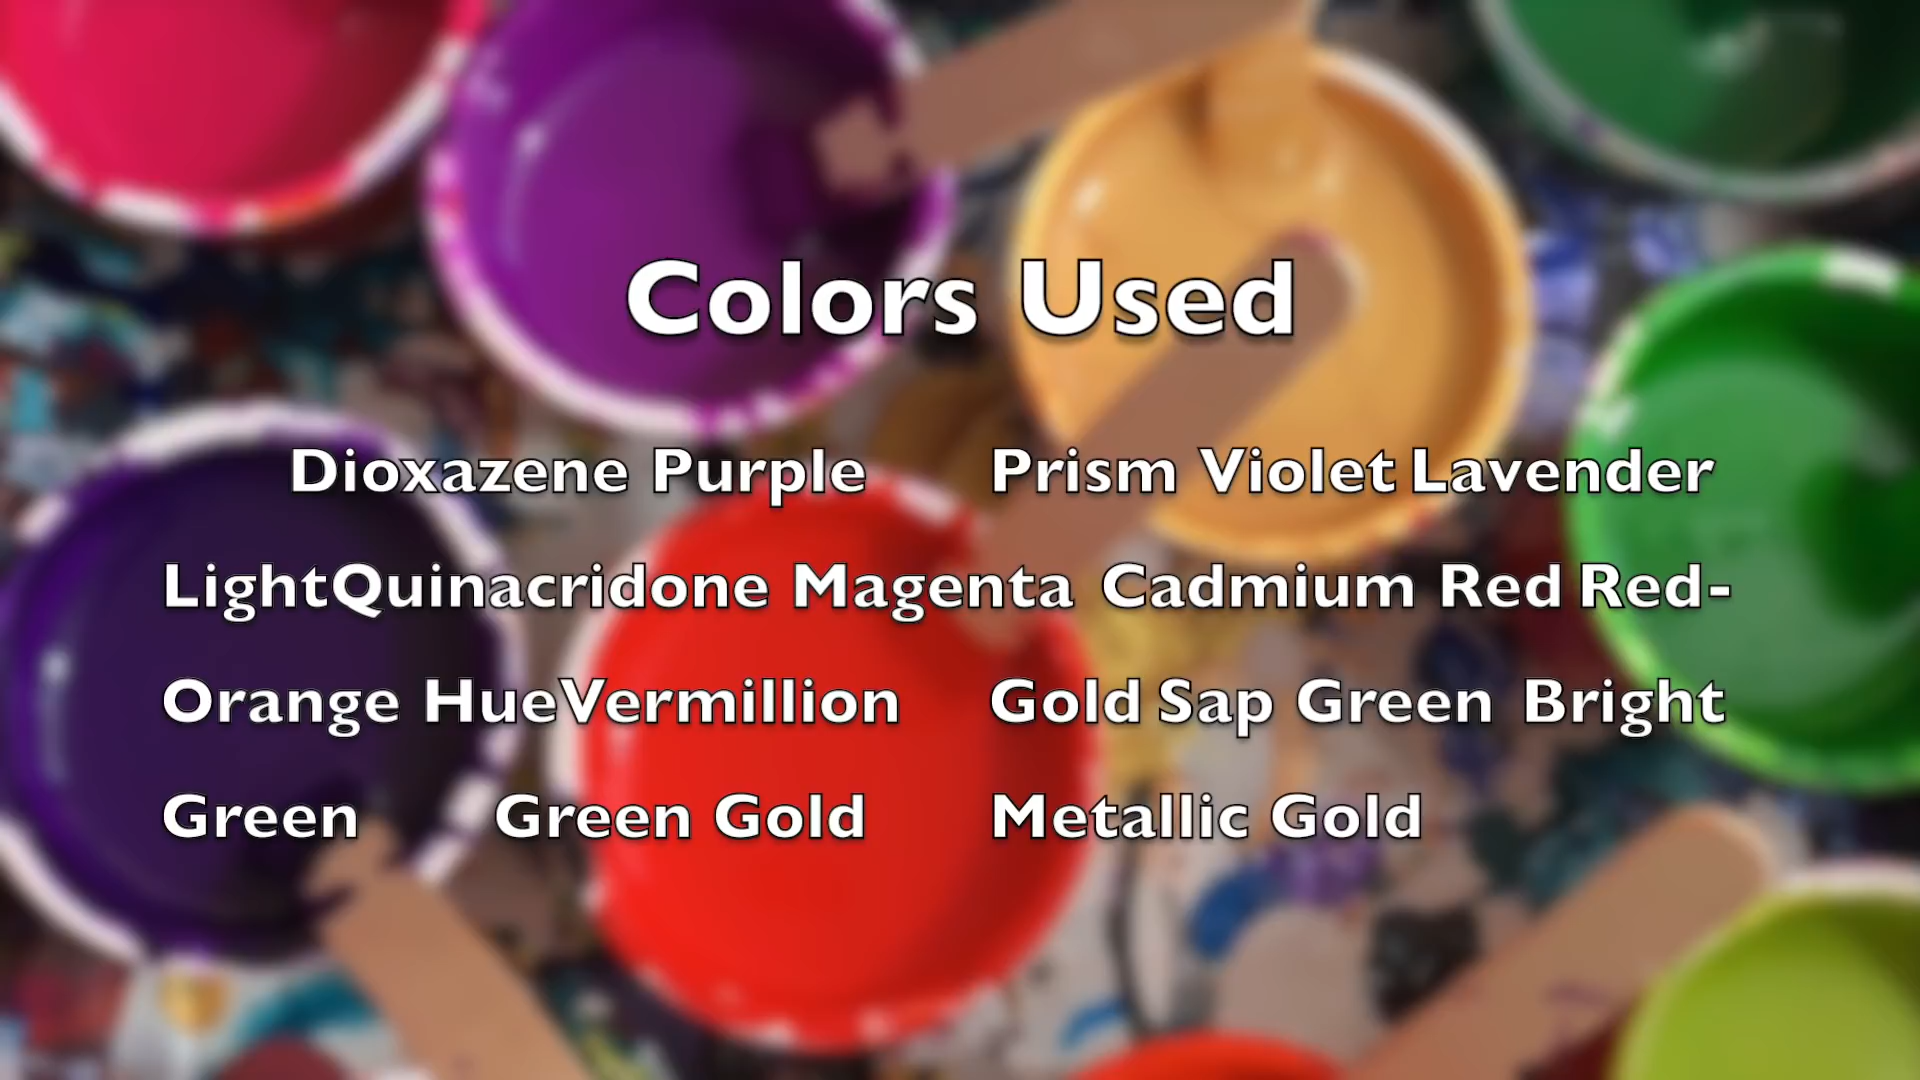 Colors Used
Dioxazene Purple Prism Violet Lavender
LightQuinacridone Magenta Cadmium Red Red-
Orange HueVermillion Gold Sap Green Bright
Green Green Gold Metallic Gold